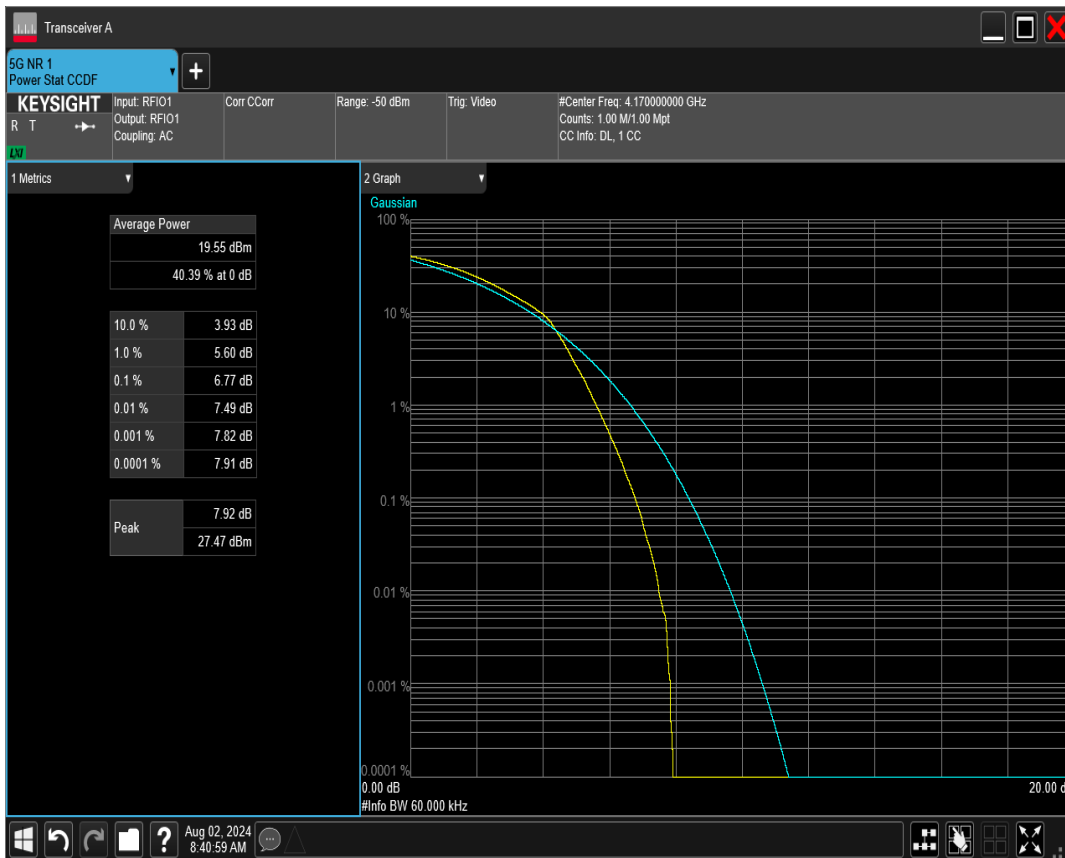 Transceiver A
5G NR 1
Power Stat CCDF
KEYSIGHT
R T
LXI
Input: RFIO1
Output: RFIO1
Coupling: AC
Corr CCorr
Range: -50 dBm
Trig: Video
#Center Freq: 4.170000000 GHz
Counts: 1.00 M/1.00 Mpt
CC Info: DL, 1 CC
1 Metrics
Average Power
19.55 dBm
40.39 % at 0 dB
10.0 % 3.93 dB
1.0 % 5.60 dB
0.1 % 6.77 dB
0.01 % 7.49 dB
0.001 % 7.82 dB
0.0001 % 7.91 dB
Peak
7.92 dB
27.47 dBm
2 Graph
Gaussian
100 %
10 %
1 %
0.1 %
0.01 %
0.001 %
0.0001 %
0.00 dB
20.00 d
#Info BW 60.000 kHz
?
Aug 02, 2024
8:40:59 AM